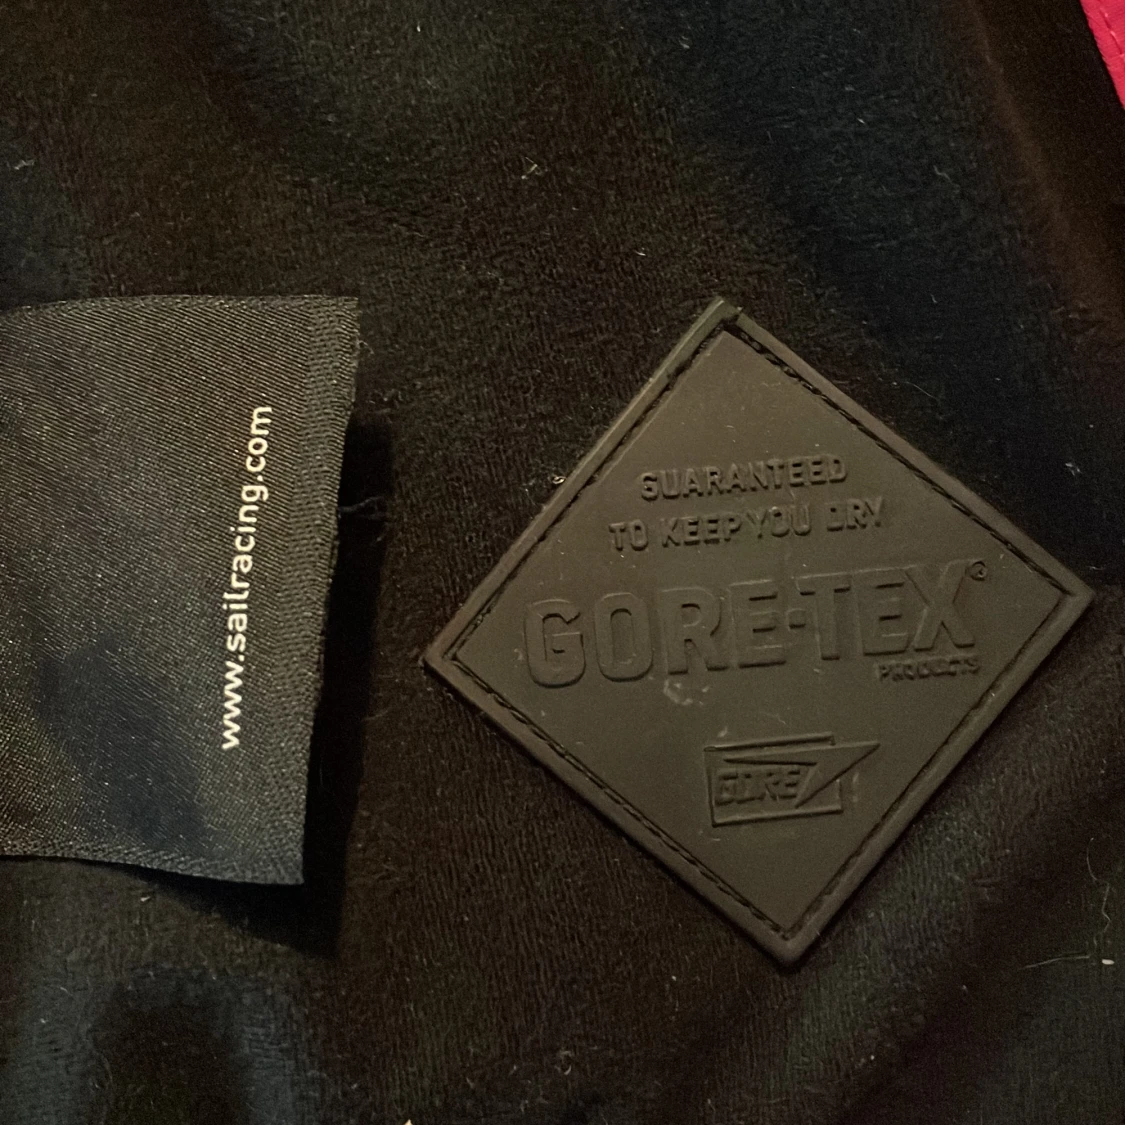 www.sailracing.com
GUARANTEED
TO KEEP YOU DRY
GORE-TEX®
PRODUCTS
GORE